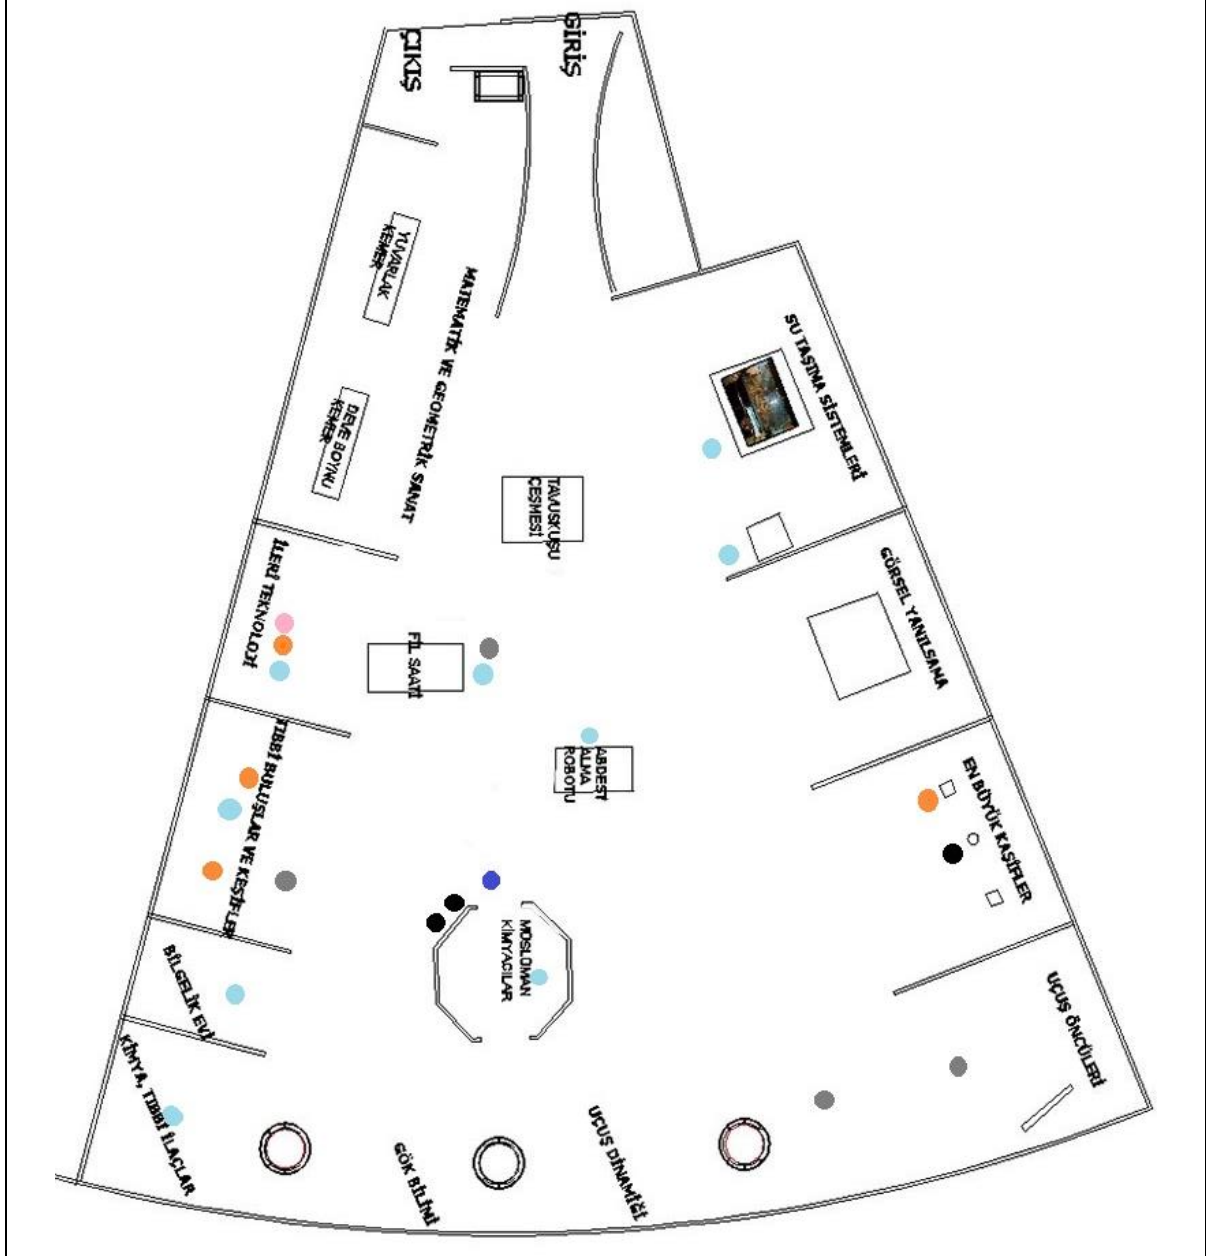 ÇIKIŞ
GİRİŞ
YUVARLAK
KEMER
MATEMATİK VE GEOMETRİK SANAT
DEVE BOYNU
KEMER
SU TAŞIMA SİSTEMLERİ
TAVUSKUŞU
ÇEŞMESİ
GÖRSEL YANILSAMA
İLERİ TEKNOLOJİ
FİL SAATİ
ABDEST
ALMA
ROBOTU
EN BÜYÜK KAŞİFLER
TIBBİ BULUŞLAR VE KEŞİFLER
MÜSLÜMAN
KİMYACILAR
BİLGELİK EVİ
UÇUŞ ÖNCÜLERİ
KİMYA, TIBBİ İLAÇLAR
GÖK BİLİMİ
UÇUŞ DİNAMİĞİ